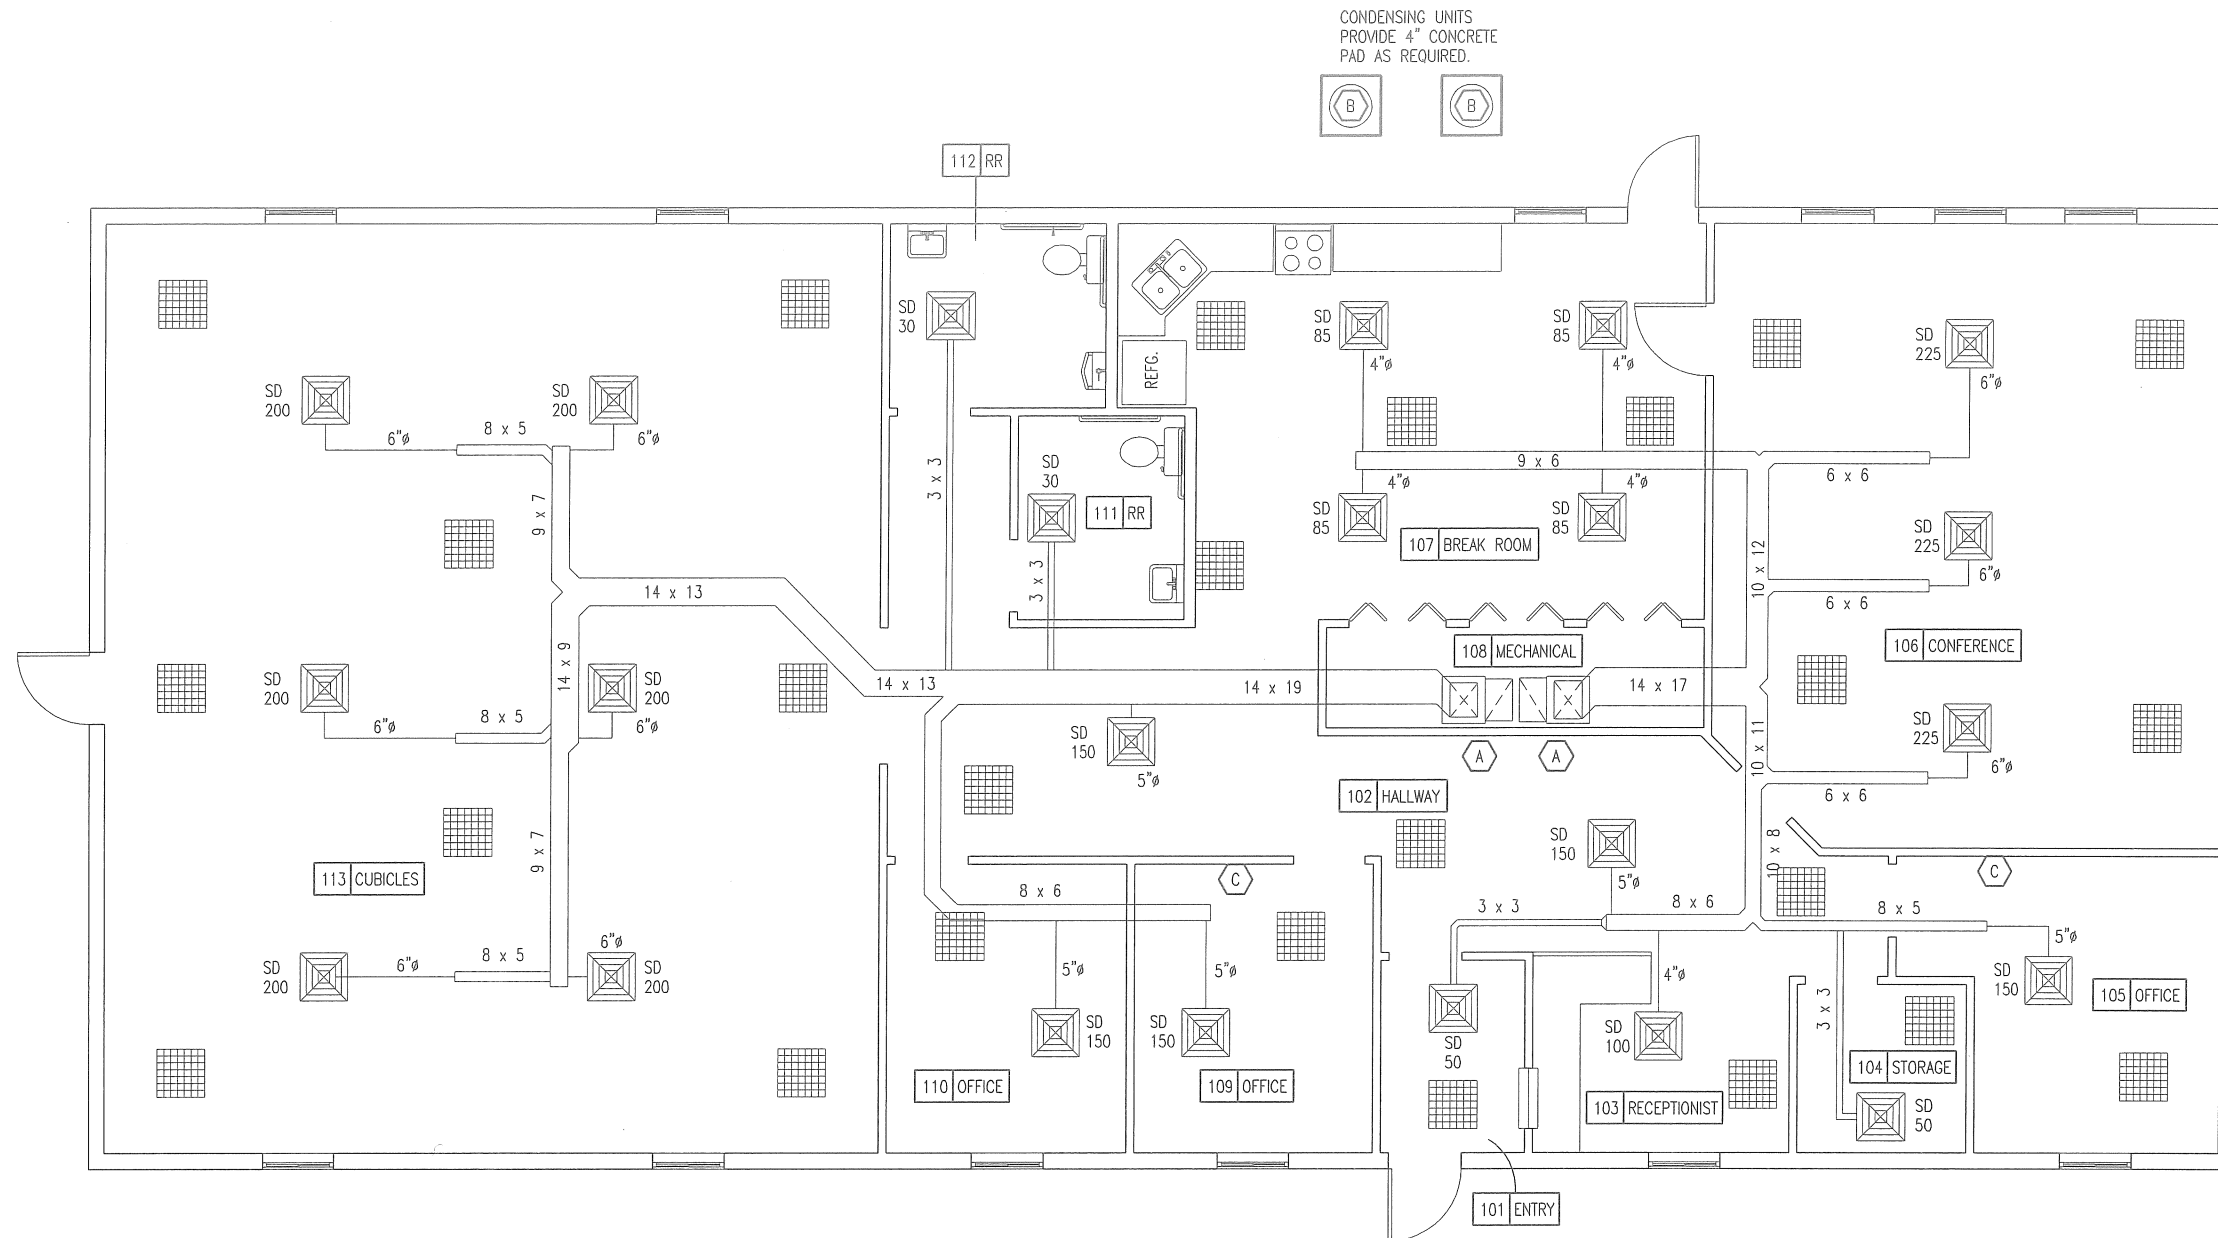 CONDENSING UNITS
PROVIDE 4" CONCRETE
PAD AS REQUIRED.
B
B
112 RR
SD
30
SD
85
SD
85
SD
225
4"ø
4"ø
6"ø
REFG.
SD
200
SD
200
8 x 5
6"ø
6"ø
9 x 7
3 x 3
SD
30
111 RR
9 x 6
4"ø
4"ø
6 x 6
SD
85
SD
85
SD
225
107 BREAK ROOM
10 x 12
6"ø
6 x 6
3 x 3
14 x 13
14 x 9
106 CONFERENCE
108 MECHANICAL
SD
200
SD
200
14 x 13
14 x 19
14 x 17
8 x 5
6"ø
6"ø
SD
150
5"ø
A
A
10 x 11
SD
225
6"ø
6 x 6
102 HALLWAY
9 x 7
SD
150
5"ø
10 x 8
113 CUBICLES
C
C
8 x 6
3 x 3
8 x 6
8 x 5
8 x 5
6"ø
6"ø
SD
200
SD
200
5"ø
5"ø
4"ø
5"ø
SD
150
SD
150
SD
150
SD
50
SD
100
3 x 3
105 OFFICE
104 STORAGE
110 OFFICE
109 OFFICE
103 RECEPTIONIST
SD
50
101 ENTRY